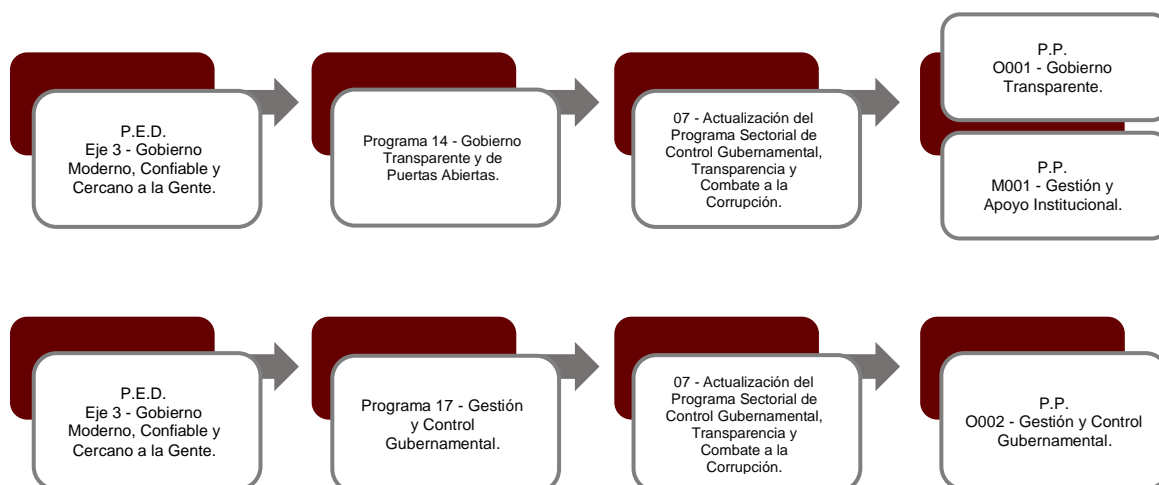 P.E.D.
Eje 3 - Gobierno
Moderno, Confiable y
Cercano a la Gente.
Programa 14 - Gobierno
Transparente y de
Puertas Abiertas.
07 - Actualización del
Programa Sectorial de
Control Gubernamental,
Transparencia y
Combate a la
Corrupción.
P.P.
O001 - Gobierno
Transparente.
P.P.
M001 - Gestión y
Apoyo Institucional.
P.E.D.
Eje 3 - Gobierno
Moderno, Confiable y
Cercano a la Gente.
Programa 17 - Gestión
y Control
Gubernamental.
07 - Actualización del
Programa Sectorial de
Control Gubernamental,
Transparencia y
Combate a la
Corrupción.
P.P.
O002 - Gestión y Control
Gubernamental.